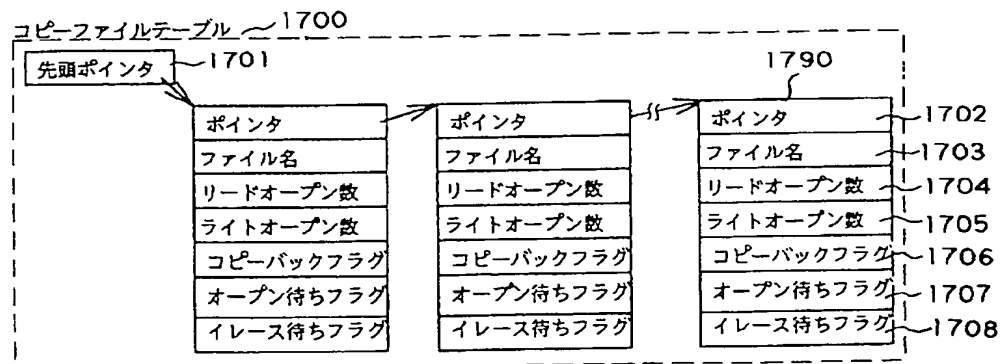 コピーファイルテーブル 1700
先頭ポインタ 1701
1790
ポインタ ポインタ ポインタ 1702
ファイル名 ファイル名 ファイル名 1703
リードオープン数 リードオープン数 リードオープン数 1704
ライトオープン数 ライトオープン数 ライトオープン数 1705
コピーバックフラグ コピーバックフラグ コピーバックフラグ 1706
オープン待ちフラグ オープン待ちフラグ オープン待ちフラグ 1707
イレース待ちフラグ イレース待ちフラグ イレース待ちフラグ 1708